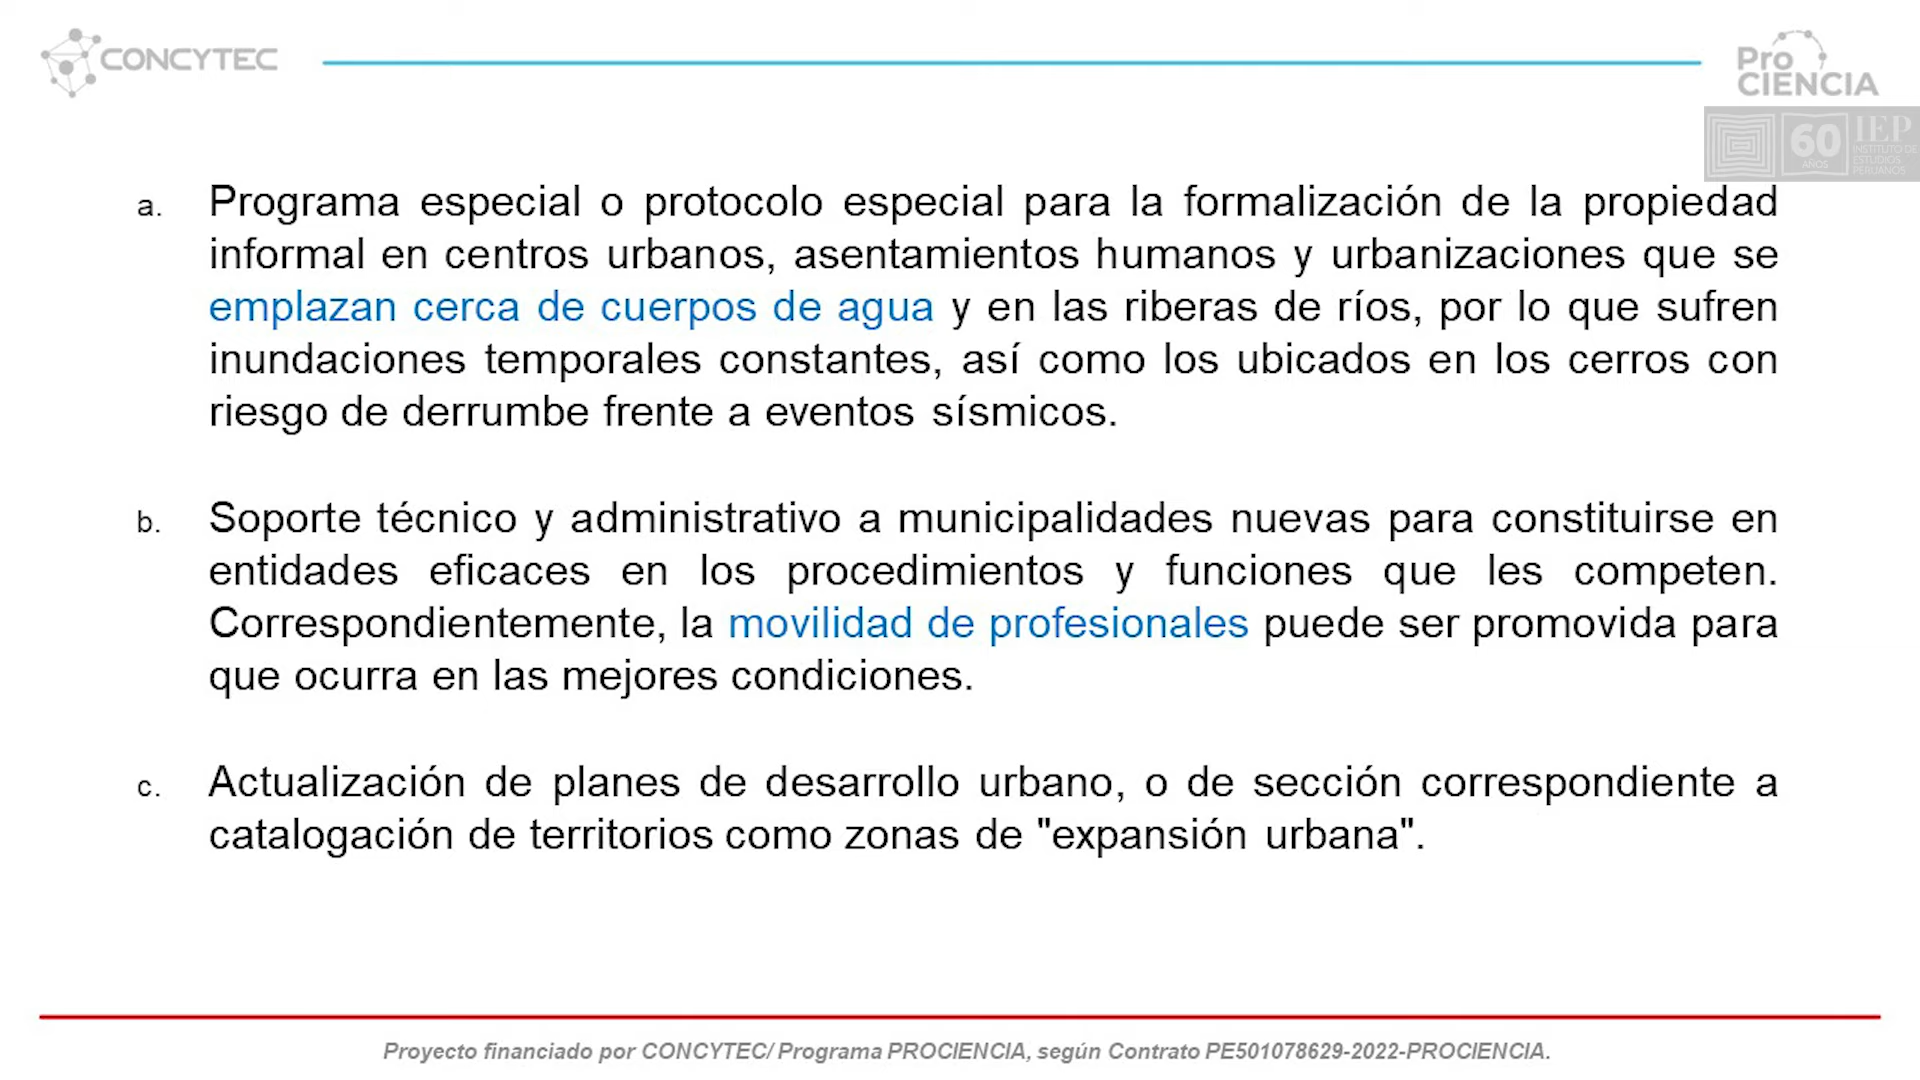 CONCYTEC
Pro
CIENCIA
60
AÑOS
IEP
INSTITUTO DE
ESTUDIOS
PERUANOS
a. Programa especial o protocolo especial para la formalización de la propiedad
informal en centros urbanos, asentamientos humanos y urbanizaciones que se
emplazan cerca de cuerpos de agua y en las riberas de ríos, por lo que sufren
inundaciones temporales constantes, así como los ubicados en los cerros con
riesgo de derrumbe frente a eventos sísmicos.
b. Soporte técnico y administrativo a municipalidades nuevas para constituirse en
entidades eficaces en los procedimientos y funciones que les competen.
Correspondientemente, la movilidad de profesionales puede ser promovida para
que ocurra en las mejores condiciones.
c. Actualización de planes de desarrollo urbano, o de sección correspondiente a
catalogación de territorios como zonas de "expansión urbana".
Proyecto financiado por CONCYTEC/ Programa PROCIENCIA, según Contrato PE501078629-2022-PROCIENCIA.